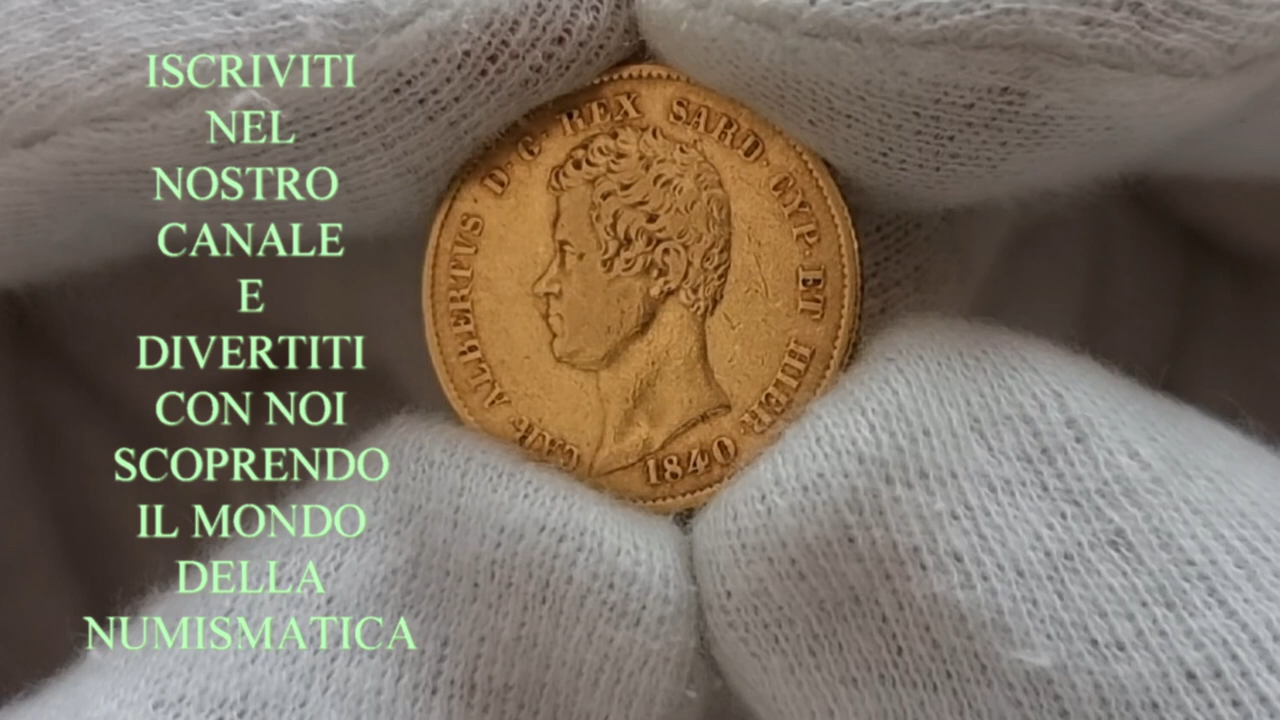 ISCRIVITI
NEL
NOSTRO
CANALE
E
DIVERTITI
CON NOI
SCOPRENDO
IL MONDO
DELLA
NUMISMATICA
CAR· ALBERTUS · D · G · REX SARD · CYP · ET HIER ·
1840